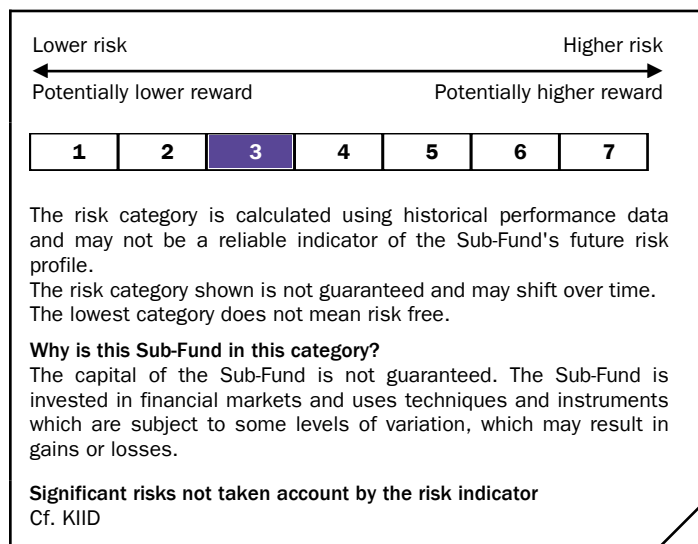 Lower risk Higher risk
Potentially lower reward Potentially higher reward
1 2 3 4 5 6 7
The risk category is calculated using historical performance data
and may not be a reliable indicator of the Sub-Fund's future risk
profile.
The risk category shown is not guaranteed and may shift over time.
The lowest category does not mean risk free.
Why is this Sub-Fund in this category?
The capital of the Sub-Fund is not guaranteed. The Sub-Fund is
invested in financial markets and uses techniques and instruments
which are subject to some levels of variation, which may result in
gains or losses.
Significant risks not taken account by the risk indicator
Cf. KIID